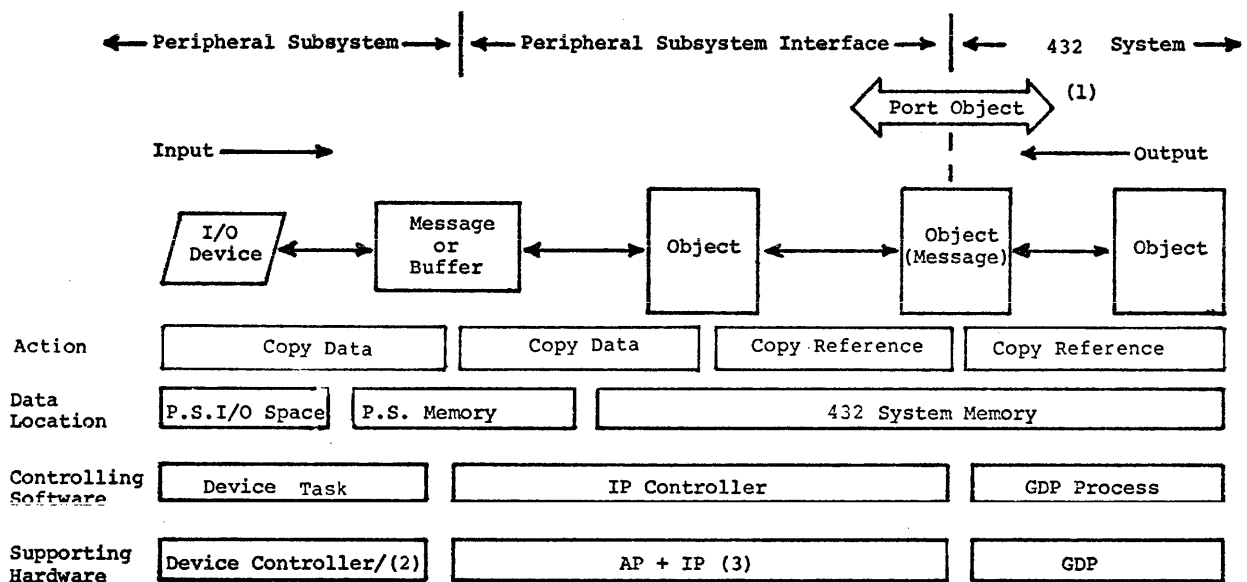 Peripheral Subsystem
Peripheral Subsystem Interface
432 System
Port Object
(1)
Input
Output
I/O
Device
Message
or
Buffer
Object
Object
(Message)
Object
Action
Copy Data
Copy Data
Copy Reference
Copy Reference
Data
Location
P.S.I/O Space
P.S. Memory
432 System Memory
Controlling
Software
Device Task
IP Controller
GDP Process
Supporting
Hardware
Device Controller/(2)
AP + IP (3)
GDP